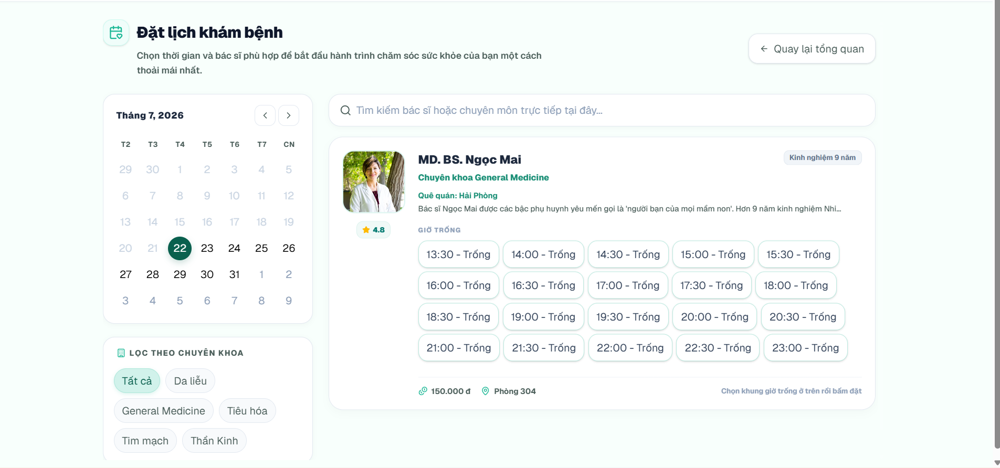 Đặt lịch khám bệnh
Chọn thời gian và bác sĩ phù hợp để bắt đầu hành trình chăm sóc sức khỏe của bạn một cách
thoải mái nhất.
Quay lại tổng quan
Tháng 7, 2026
T2 T3 T4 T5 T6 T7 CN
29 30 1 2 3 4 5
6 7 8 9 10 11 12
13 14 15 16 17 18 19
20 21 22 23 24 25 26
27 28 29 30 31 1 2
3 4 5 6 7 8 9
LỌC THEO CHUYÊN KHOA
Tất cả Da liễu
General Medicine Tiêu hóa
Tim mạch Thần Kinh
Tìm kiếm bác sĩ hoặc chuyên môn trực tiếp tại đây...
MD. BS. Ngọc Mai
Kinh nghiệm 9 năm
Chuyên khoa General Medicine
Quê quán: Hải Phòng
Bác sĩ Ngọc Mai được các bậc phụ huynh yêu mến gọi là 'người bạn của mọi mầm non'. Hơn 9 năm kinh nghiệm Nhi...
4.8
GIỜ TRỐNG
13:30 - Trống 14:00 - Trống 14:30 - Trống 15:00 - Trống 15:30 - Trống
16:00 - Trống 16:30 - Trống 17:00 - Trống 17:30 - Trống 18:00 - Trống
18:30 - Trống 19:00 - Trống 19:30 - Trống 20:00 - Trống 20:30 - Trống
21:00 - Trống 21:30 - Trống 22:00 - Trống 22:30 - Trống 23:00 - Trống
150.000 đ Phòng 304
Chọn khung giờ trống ở trên rồi bấm đặt